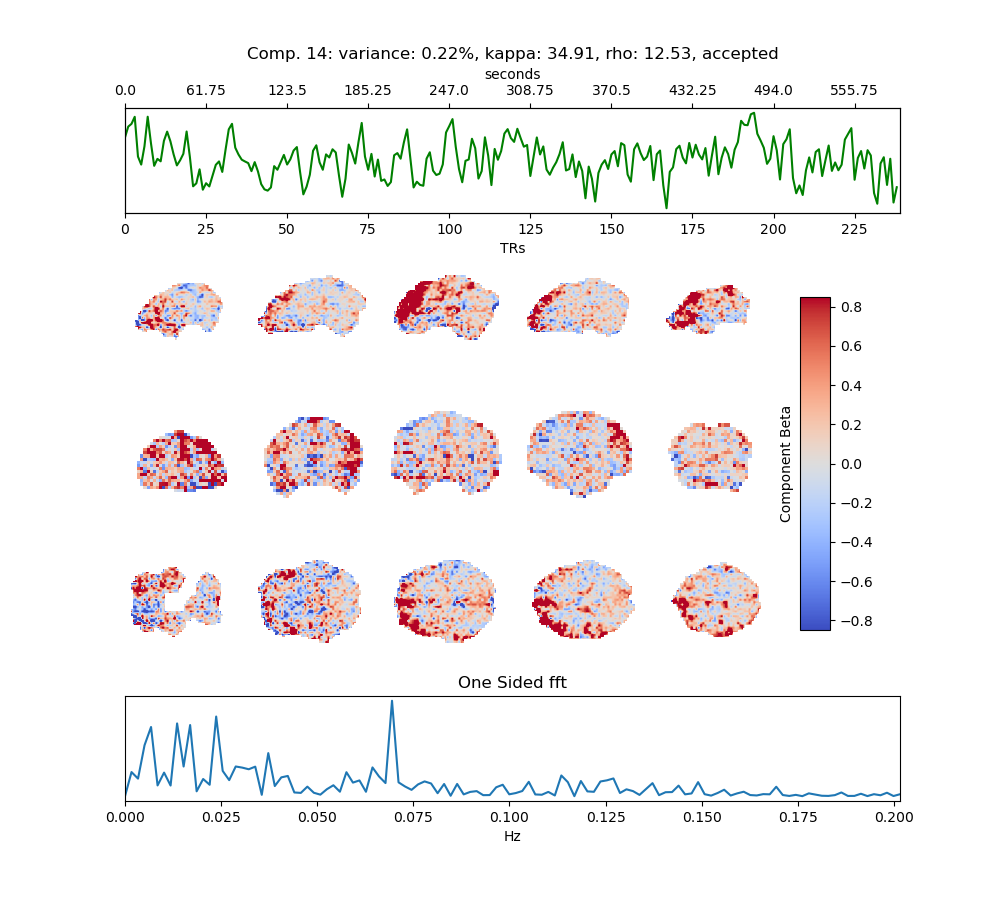 Comp. 14: variance: 0.22%, kappa: 34.91, rho: 12.53, accepted
seconds
0.0 61.75 123.5 185.25 247.0 308.75 370.5 432.25 494.0 555.75
0 25 50 75 100 125 150 175 200 225
TRs
0.8
0.6
0.4
0.2
0.0
−0.2
−0.4
−0.6
−0.8
Component Beta
One Sided fft
0.000 0.025 0.050 0.075 0.100 0.125 0.150 0.175 0.200
Hz